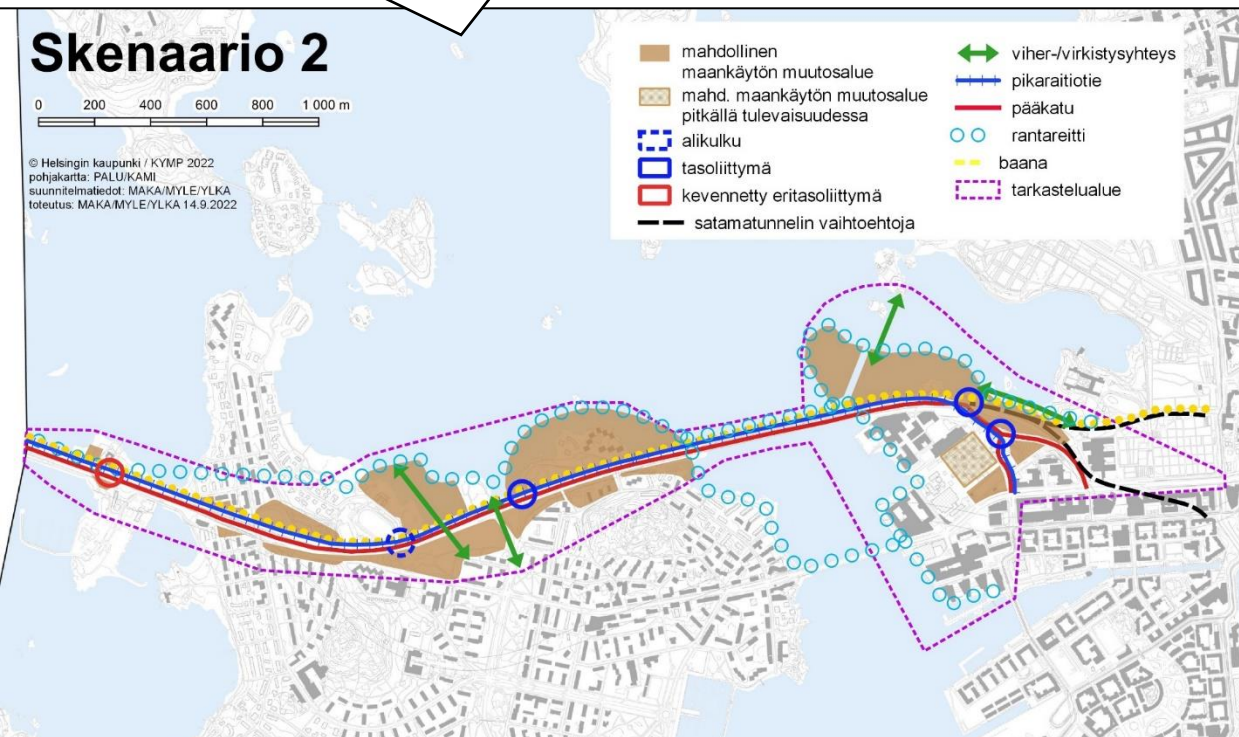 Skenaario 2
0 200 400 600 800 1 000 m
© Helsingin kaupunki / KYMP 2022
pohjakartta: PALU/KAMI
suunnitelmatiedot: MAKA/MYLE/YLKA
toteutus: MAKA/MYLE/YLKA 14.9.2022
mahdollinen
maankäytön muutosalue
mahd. maankäytön muutosalue
pitkällä tulevaisuudessa
alikulku
tasoliittymä
kevennetty eritasoliittymä
satamatunnelin vaihtoehtoja
viher-/virkistysyhteys
pikaraitiotie
pääkatu
rantareitti
baana
tarkastelualue